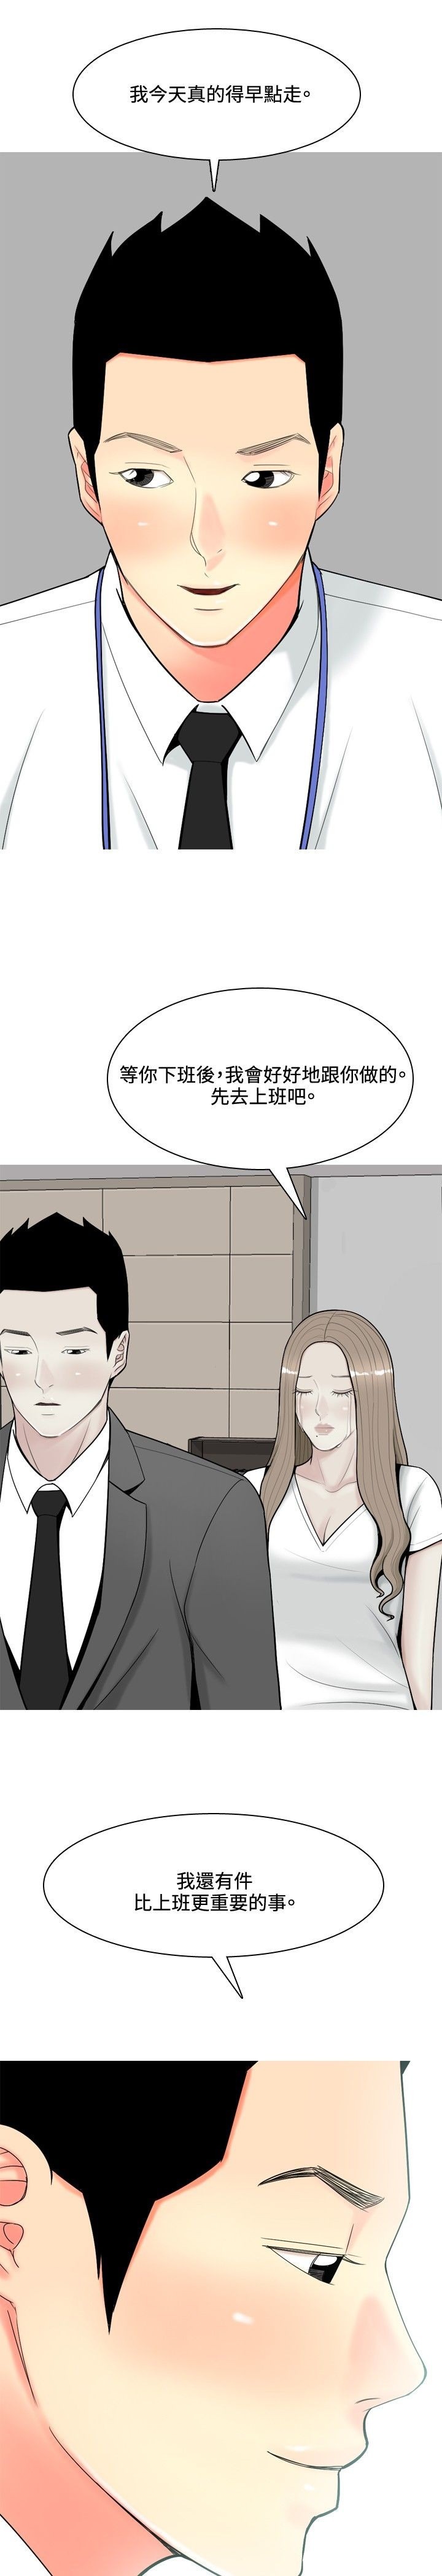 我今天真的得早點走。
等你下班後，我會好好地跟你做的。
先去上班吧。
我還有件
比上班更重要的事。